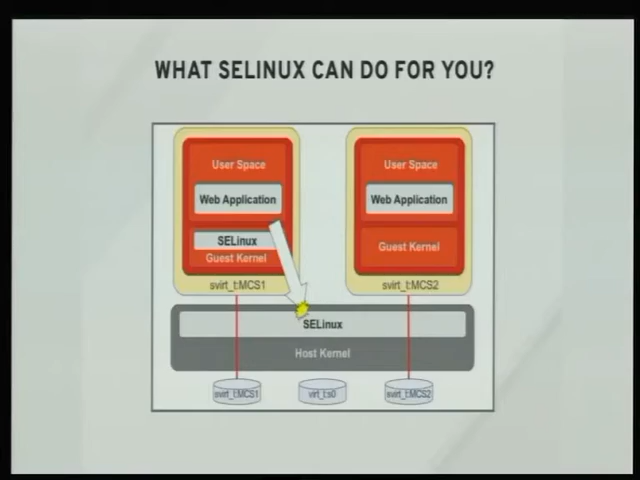 WHAT SELINUX CAN DO FOR YOU?
User Space
Web Application
SELinux
Guest Kernel
svirt_t:MCS1
User Space
Web Application
Guest Kernel
svirt_t:MCS2
SELinux
Host Kernel
svirt_t:MCS1
virt_t:s0
svirt_t:MCS2